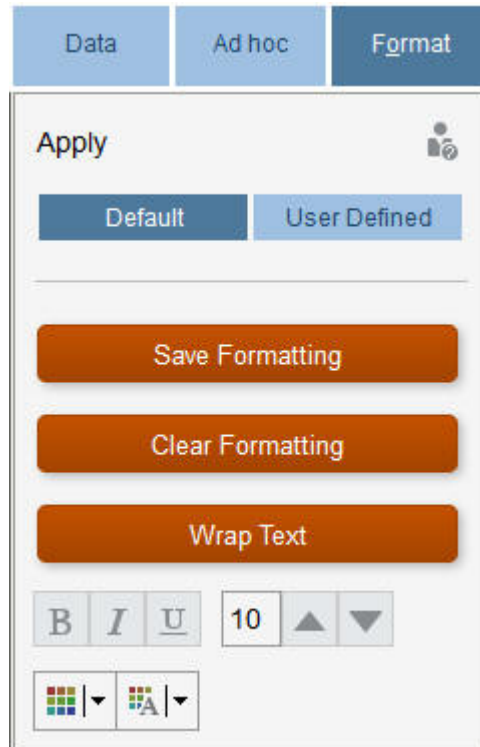 Data Ad hoc Format
Apply
Default User Defined
Save Formatting
Clear Formatting
Wrap Text
B I U 10
A